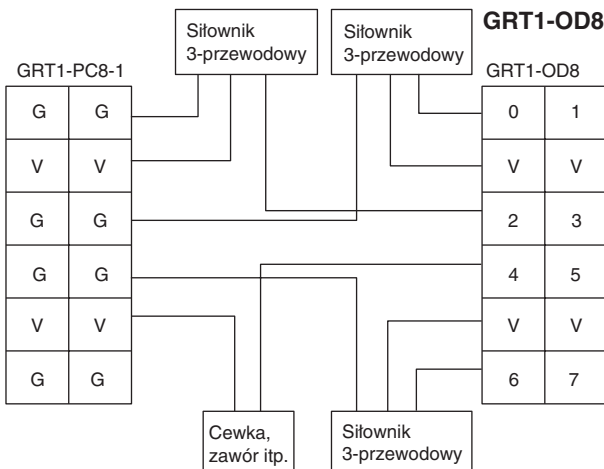 GRT1-OD8
Siłownik
3-przewodowy
Siłownik
3-przewodowy
GRT1-PC8-1
GRT1-OD8
G G
0 1
V V
V V
G G
2 3
G G
4 5
V V
V V
G G
6 7
Cewka,
zawór itp.
Siłownik
3-przewodowy